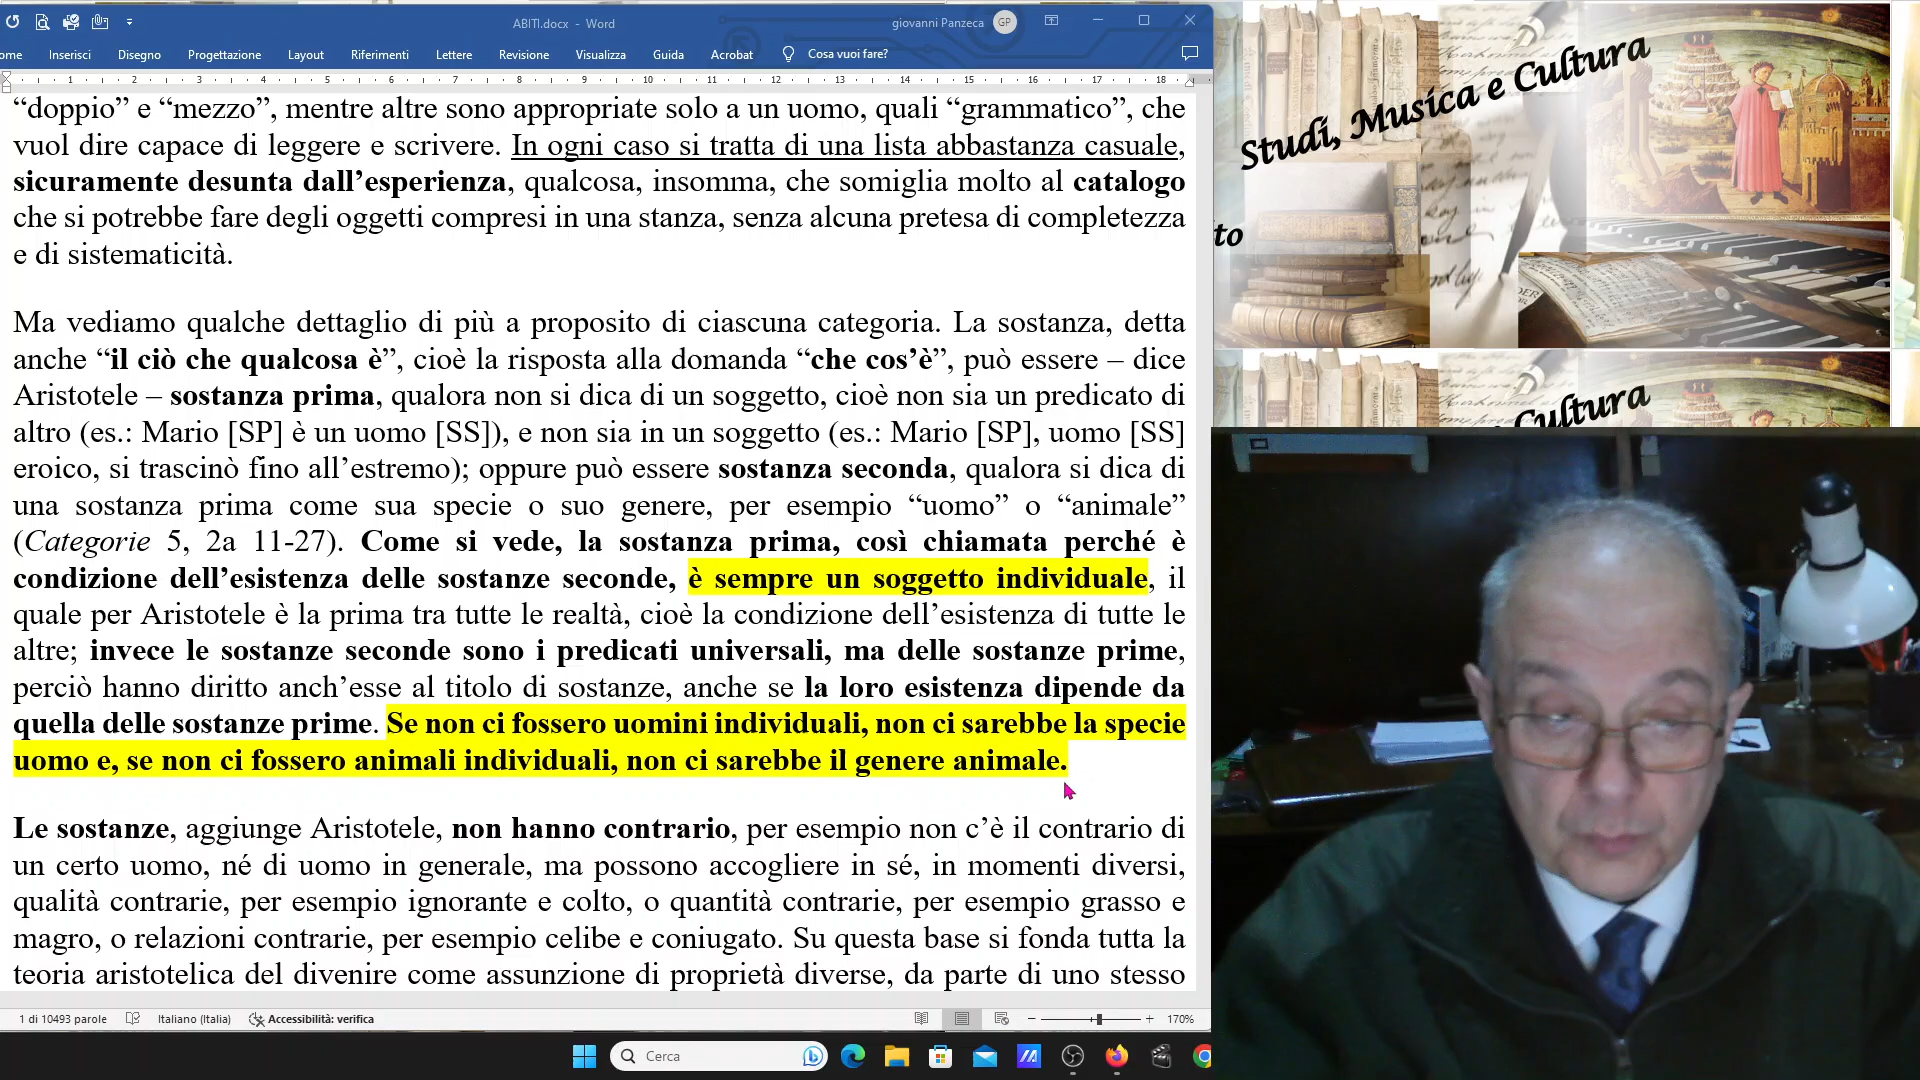 ABITI.docx - Word
giovanni Panzeca
GP
ome Inserisci Disegno Progettazione Layout Riferimenti Lettere Revisione Visualizza Guida Acrobat Cosa vuoi fare?
1 2 3 4 5 6 7 8 9 10 11 12 13 14 15 16 17 18
“doppio” e “mezzo”, mentre altre sono appropriate solo a un uomo, quali “grammatico”, che
vuol dire capace di leggere e scrivere. In ogni caso si tratta di una lista abbastanza casuale,
sicuramente desunta dall’esperienza, qualcosa, insomma, che somiglia molto al catalogo
che si potrebbe fare degli oggetti compresi in una stanza, senza alcuna pretesa di completezza
e di sistematicità.
Ma vediamo qualche dettaglio di più a proposito di ciascuna categoria. La sostanza, detta
anche “il ciò che qualcosa è”, cioè la risposta alla domanda “che cos’è”, può essere – dice
Aristotele – sostanza prima, qualora non si dica di un soggetto, cioè non sia un predicato di
altro (es.: Mario [SP] è un uomo [SS]), e non sia in un soggetto (es.: Mario [SP], uomo [SS]
eroico, si trascinò fino all’estremo); oppure può essere sostanza seconda, qualora si dica di
una sostanza prima come sua specie o suo genere, per esempio “uomo” o “animale”
(Categorie 5, 2a 11-27). Come si vede, la sostanza prima, così chiamata perché è
condizione dell’esistenza delle sostanze seconde, è sempre un soggetto individuale, il
quale per Aristotele è la prima tra tutte le realtà, cioè la condizione dell’esistenza di tutte le
altre; invece le sostanze seconde sono i predicati universali, ma delle sostanze prime,
perciò hanno diritto anch’esse al titolo di sostanze, anche se la loro esistenza dipende da
quella delle sostanze prime. Se non ci fossero uomini individuali, non ci sarebbe la specie
uomo e, se non ci fossero animali individuali, non ci sarebbe il genere animale.
Le sostanze, aggiunge Aristotele, non hanno contrario, per esempio non c’è il contrario di
un certo uomo, né di uomo in generale, ma possono accogliere in sé, in momenti diversi,
qualità contrarie, per esempio ignorante e colto, o quantità contrarie, per esempio grasso e
magro, o relazioni contrarie, per esempio celibe e coniugato. Su questa base si fonda tutta la
teoria aristotelica del divenire come assunzione di proprietà diverse, da parte di uno stesso
1 di 10493 parole Italiano (Italia) Accessibilità: verifica 170%
Cerca
Studi, Musica e Cultura
to
Cultura